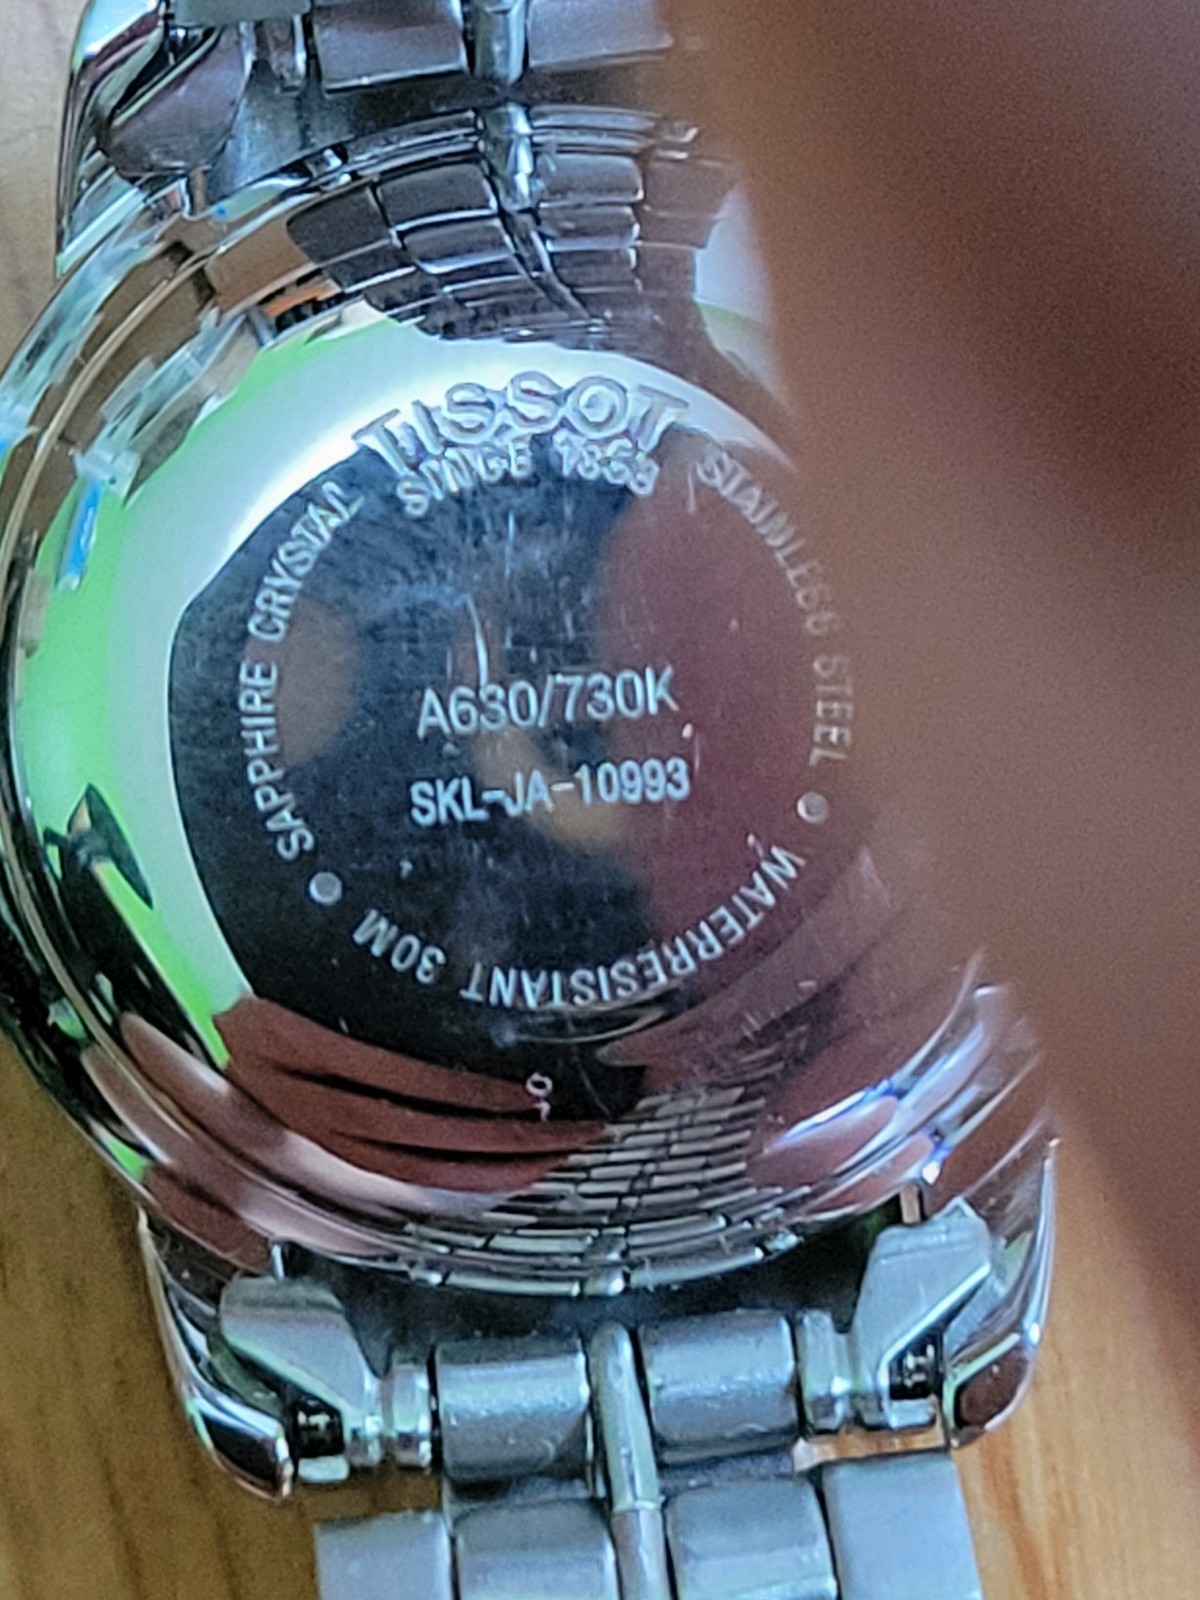 TISSOT
SINCE 1853
STAINLESS STEEL
WATERRESISTANT 30M
SAPPHIRE CRYSTAL
A630/730K
SKL-JA-10993